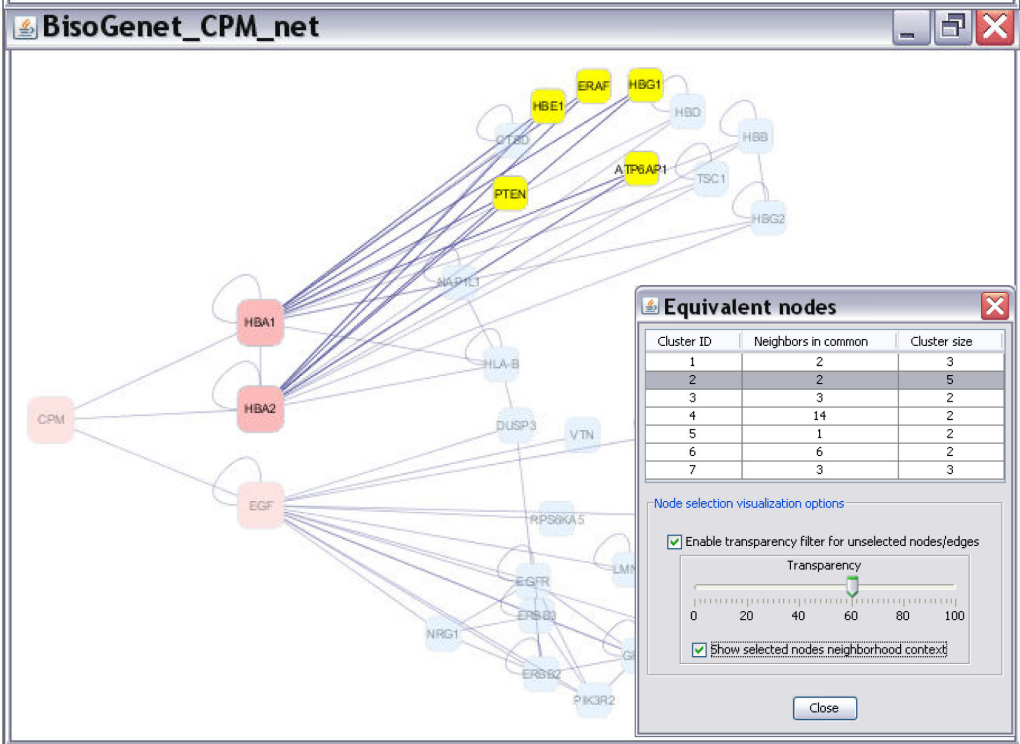 BisoGenet_CPM_net
ERAF
HBG1
HBE1
HBD
CTSD
HBB
ATP6AP1
TSC1
PTEN
HBG2
NAP1L1
HBA1
HLA-B
HBA2
CPM
DUSP3
VTN
EGF
RPS6KA5
LMN
EGFR
ERBB3
NRG1
G
ERBB2
PIK3R2
Equivalent nodes
Cluster ID Neighbors in common Cluster size
1 2 3
2 2 5
3 3 2
4 14 2
5 1 2
6 6 2
7 3 3
Node selection visualization options
Enable transparency filter for unselected nodes/edges
Transparency
0 20 40 60 80 100
Show selected nodes neighborhood context
Close